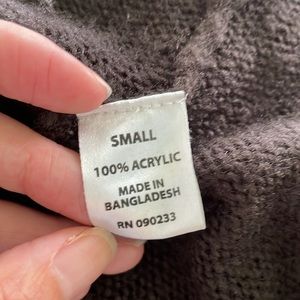 SMALL
100% ACRYLIC
MADE IN
BANGLADESH
RN 090233